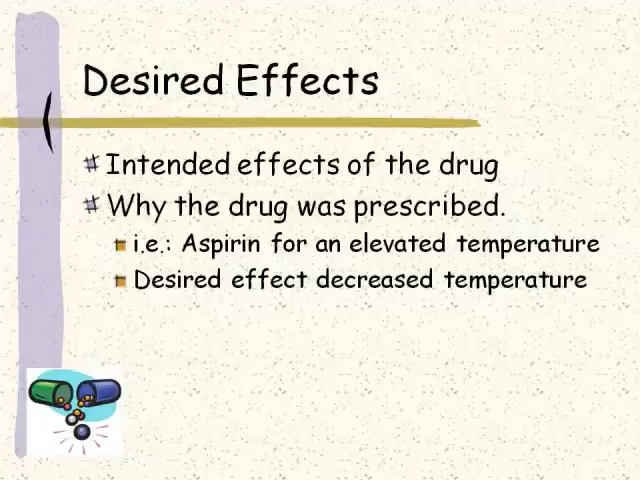 Desired Effects
Intended effects of the drug
Why the drug was prescribed.
i.e.: Aspirin for an elevated temperature
Desired effect decreased temperature